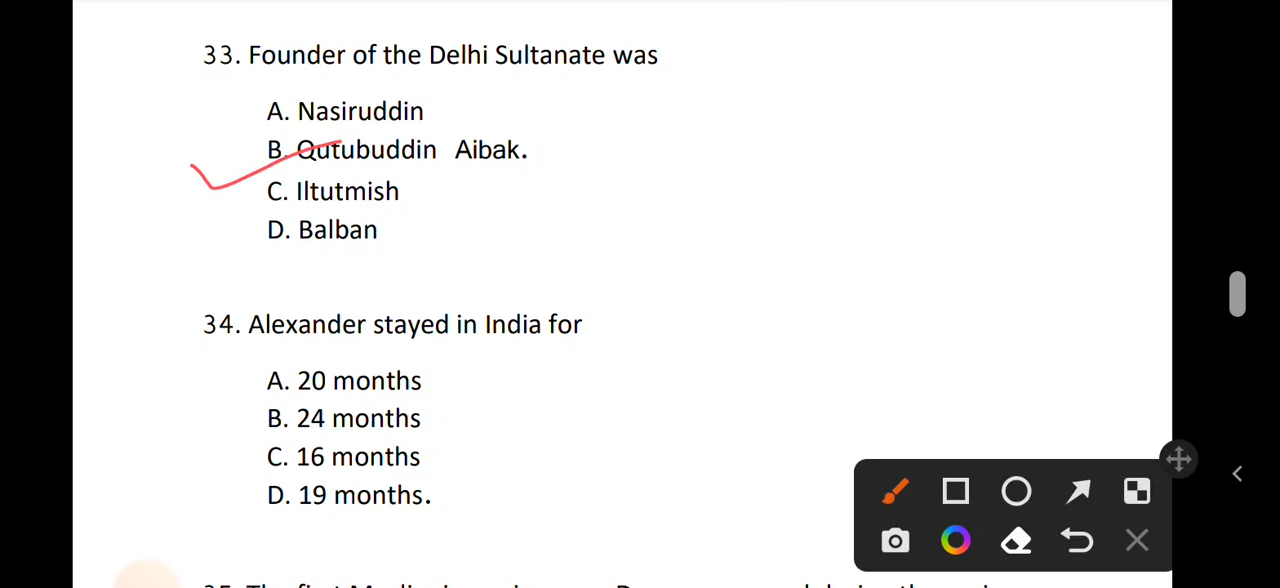 33. Founder of the Delhi Sultanate was
A. Nasiruddin
B. Qutubuddin Aibak.
C. Iltutmish
D. Balban
34. Alexander stayed in India for
A. 20 months
B. 24 months
C. 16 months
D. 19 months.